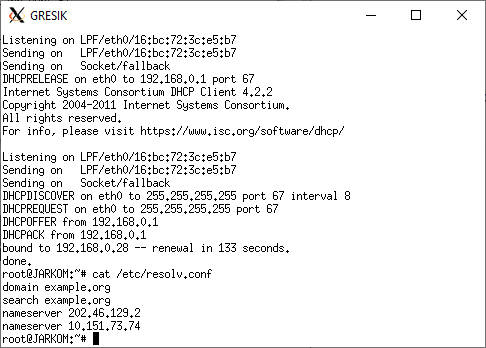 GRESIK
Listening on LPF/eth0/16:bc:72:3c:e5:b7
Sending on   LPF/eth0/16:bc:72:3c:e5:b7
Sending on   Socket/fallback
DHCPRELEASE on eth0 to 192.168.0.1 port 67
Internet Systems Consortium DHCP Client 4.2.2
Copyright 2004-2011 Internet Systems Consortium.
All rights reserved.
For info, please visit https://www.isc.org/software/dhcp/

Listening on LPF/eth0/16:bc:72:3c:e5:b7
Sending on   LPF/eth0/16:bc:72:3c:e5:b7
Sending on   Socket/fallback
DHCPDISCOVER on eth0 to 255.255.255.255 port 67 interval 8
DHCPREQUEST on eth0 to 255.255.255.255 port 67
DHCPOFFER from 192.168.0.1
DHCPACK from 192.168.0.1
bound to 192.168.0.28 -- renewal in 133 seconds.
done.
root@JARKOM:~# cat /etc/resolv.conf
domain example.org
search example.org
nameserver 202.46.129.2
nameserver 10.151.73.74
root@JARKOM:~#